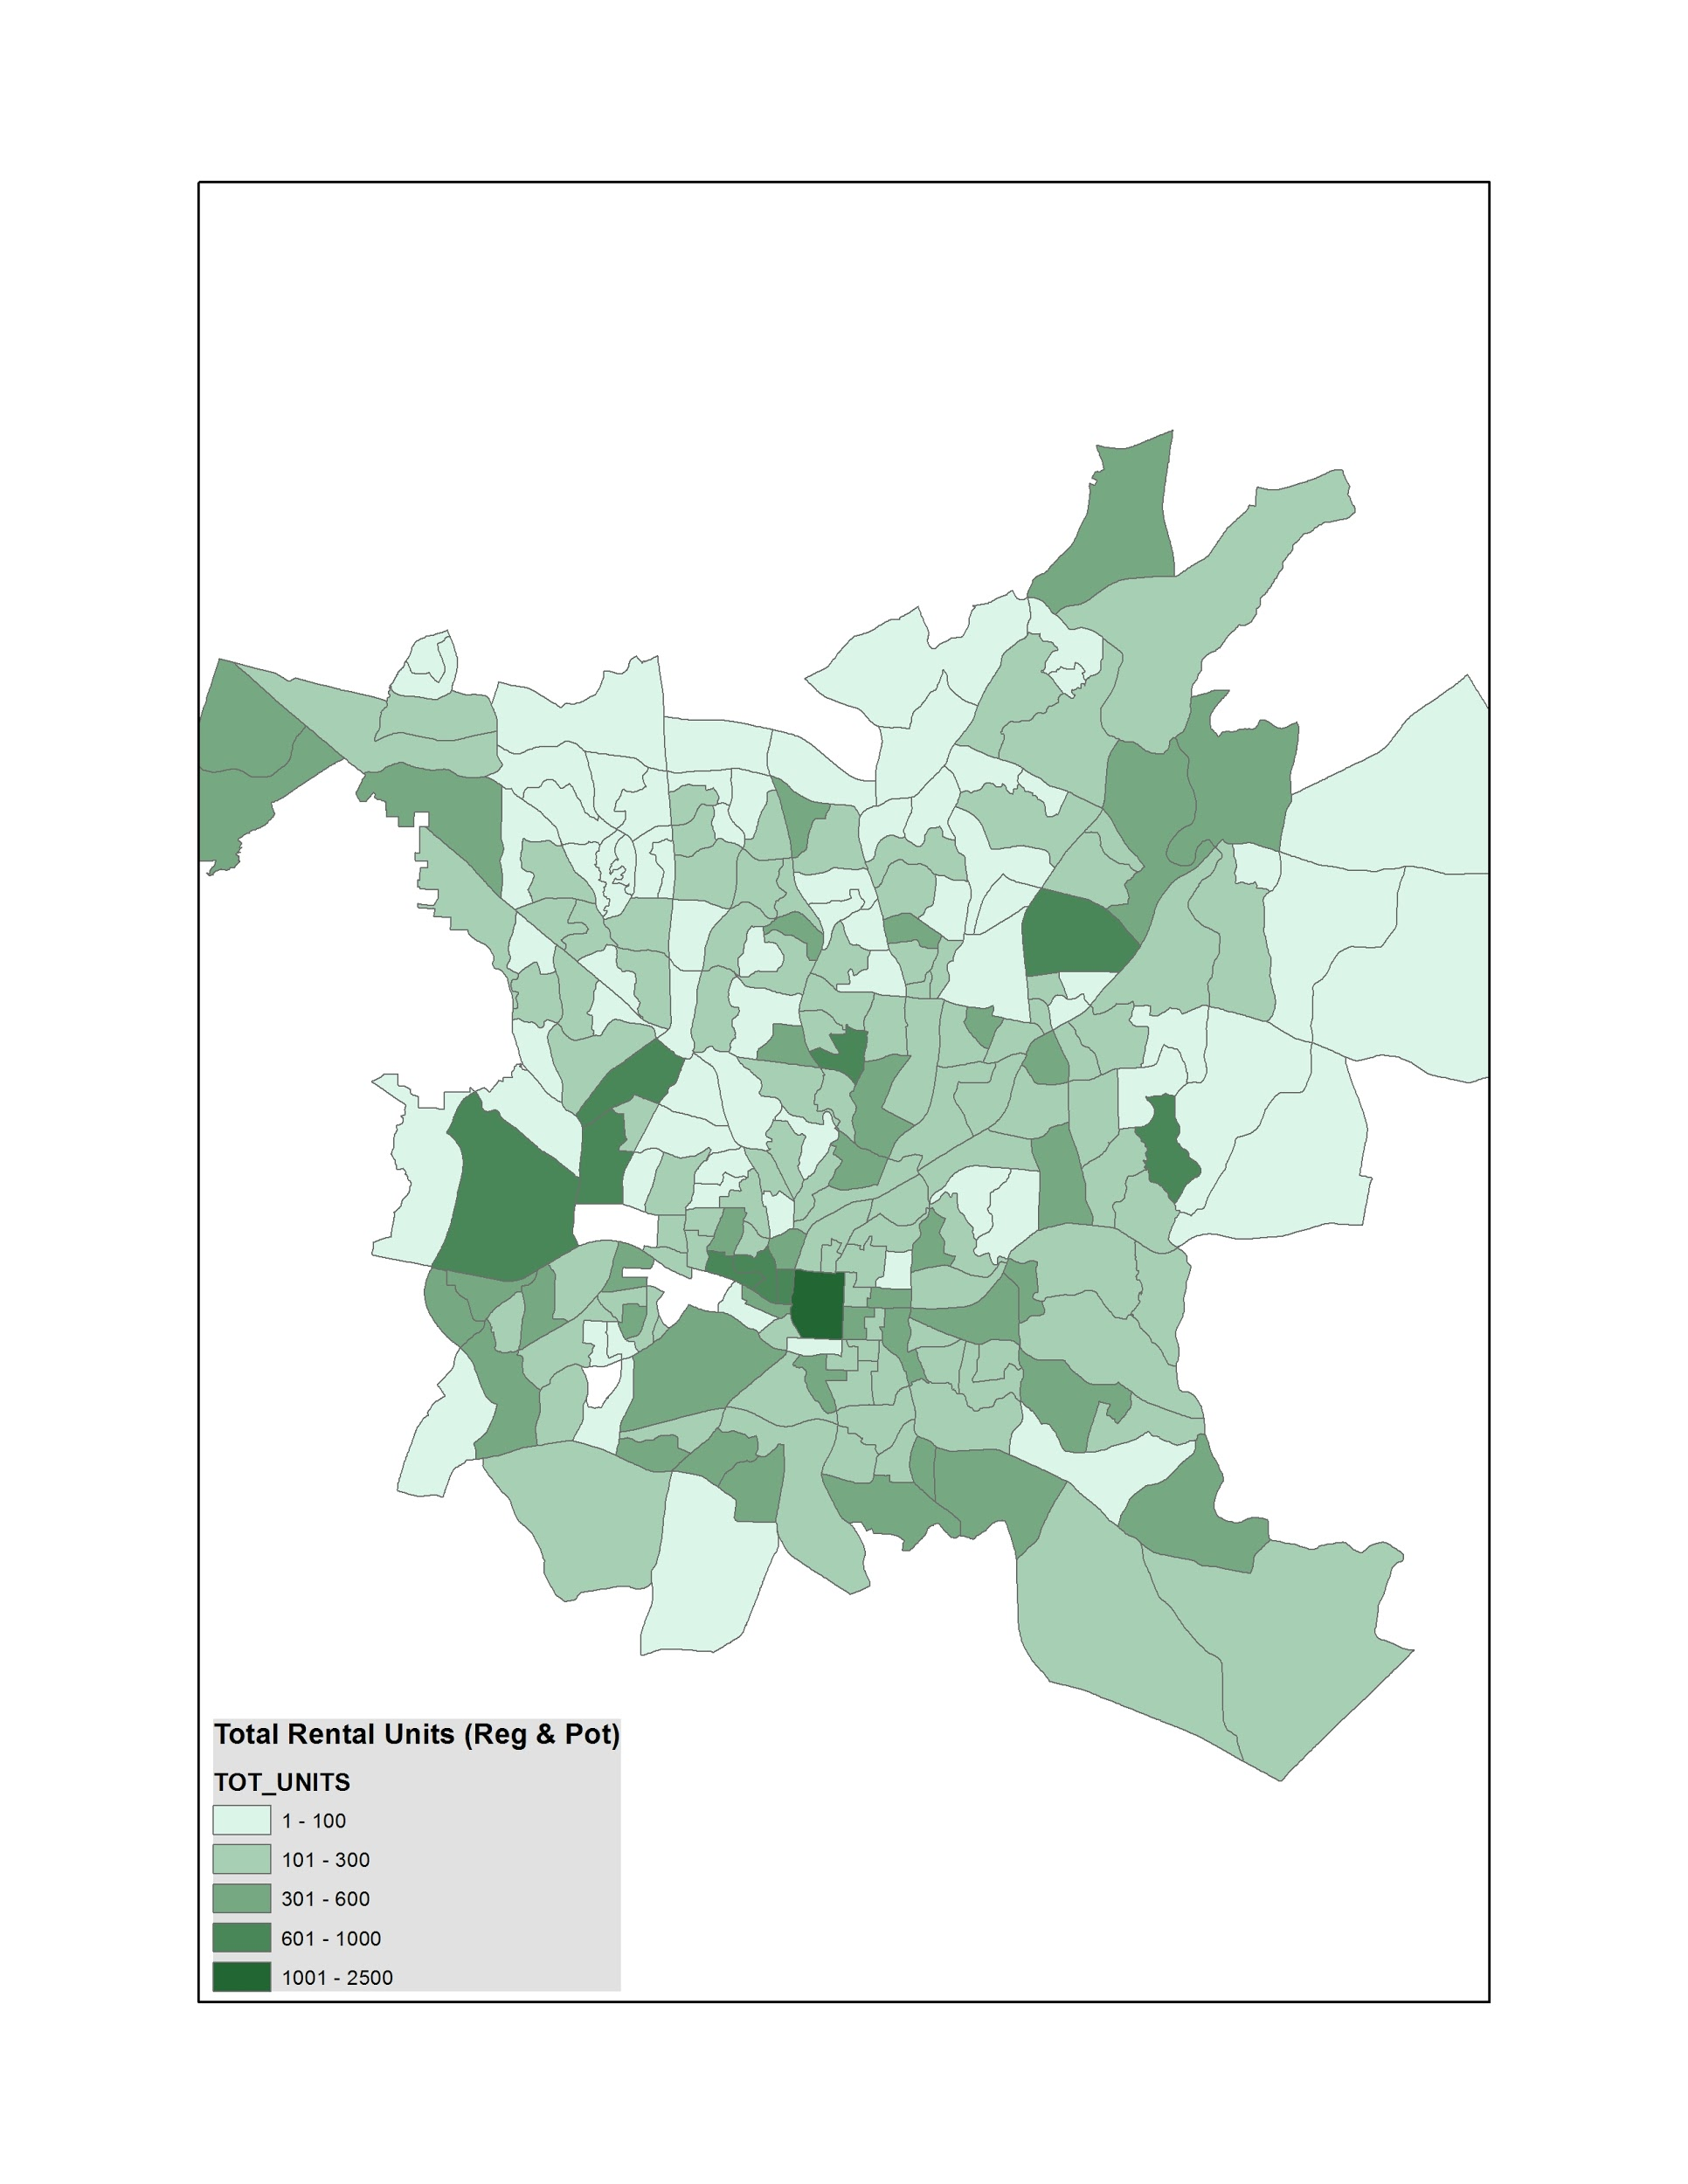 Total Rental Units (Reg & Pot)
TOT_UNITS
1 - 100
101 - 300
301 - 600
601 - 1000
1001 - 2500